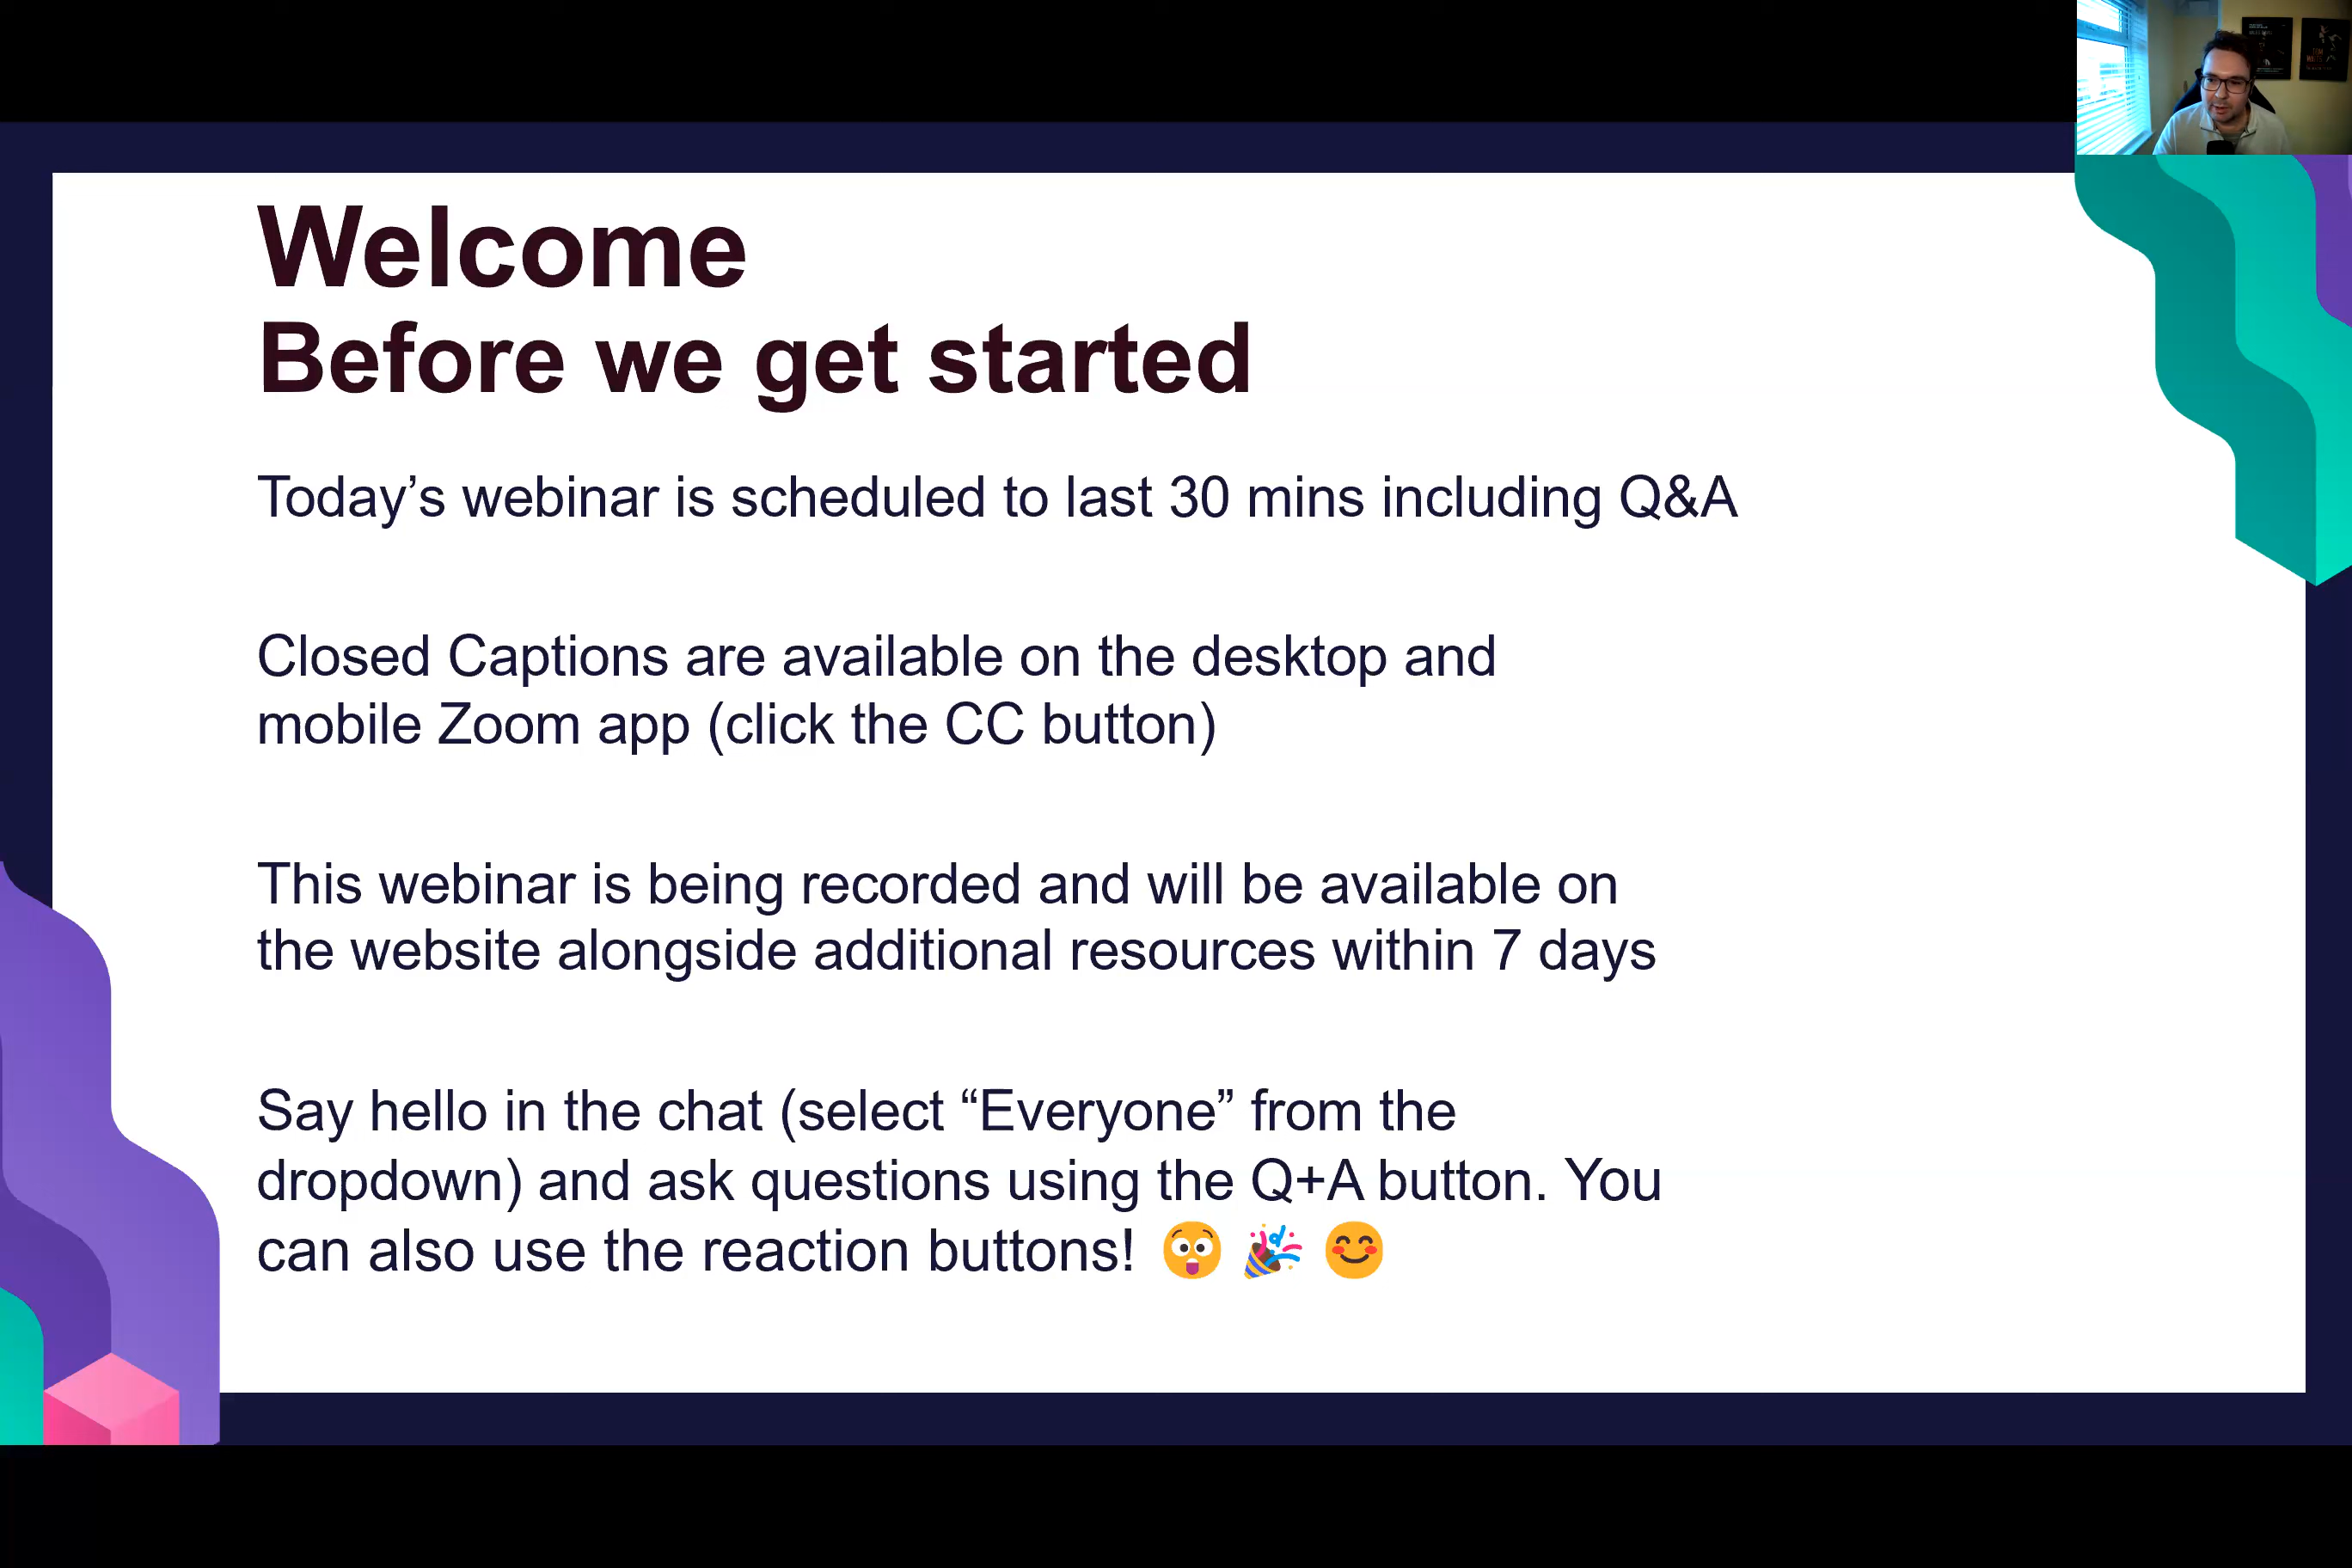 Welcome
Before we get started
Today’s webinar is scheduled to last 30 mins including Q&A
Closed Captions are available on the desktop and
mobile Zoom app (click the CC button)
This webinar is being recorded and will be available on
the website alongside additional resources within 7 days
Say hello in the chat (select “Everyone” from the
dropdown) and ask questions using the Q+A button. You
can also use the reaction buttons! 😲 🎉 😊